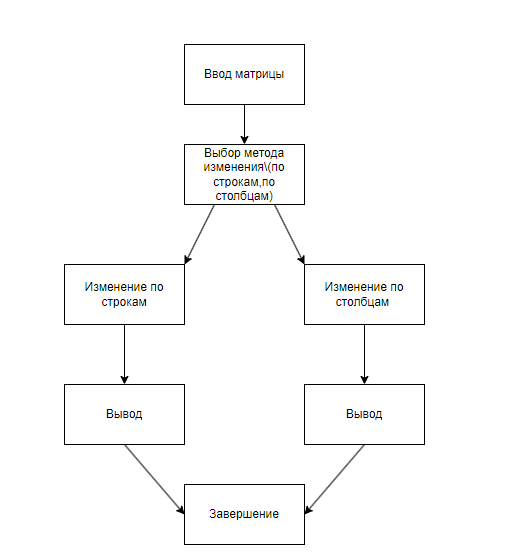 Ввод матрицы
Выбор метода
изменения\(по
строкам,по
столбцам)
Изменение по
строкам
Изменение по
столбцам
Вывод
Вывод
Завершение